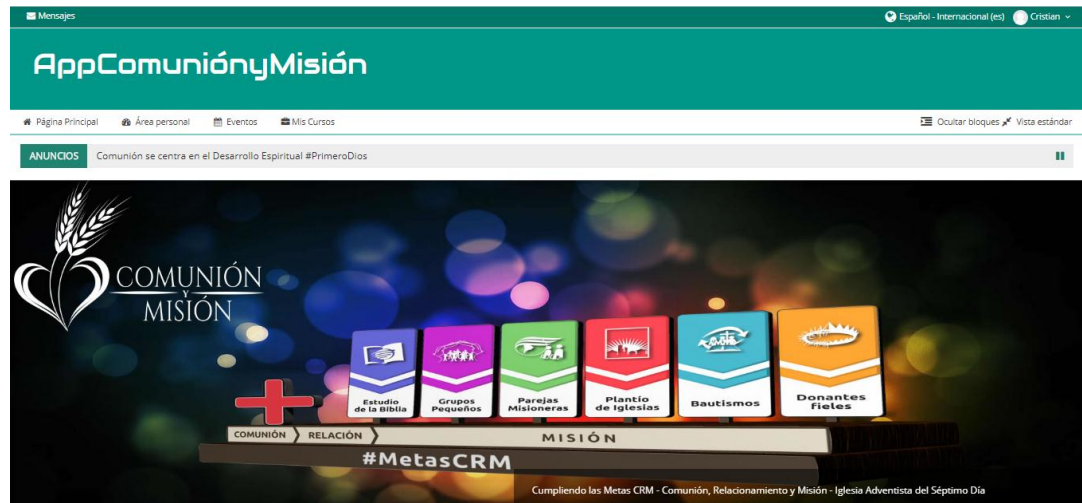 Mensajes
Español - Internacional (es) Cristian
AppComuniónyMisión
Página Principal Área personal Eventos Mis Cursos
Ocultar bloques Vista estándar
ANUNCIOS Comunión se centra en el Desarrollo Espiritual #PrimeroDios
COMUNIÓN
Y
MISIÓN
Estudio
de la Biblia
Grupos
Pequeños
Parejas
Misioneras
Plantío
de Iglesias
Bautismos
Donantes
fieles
COMUNIÓN RELACIÓN MISIÓN
#MetasCRM
Cumpliendo las Metas CRM - Comunión, Relacionamiento y Misión - Iglesia Adventista del Séptimo Día